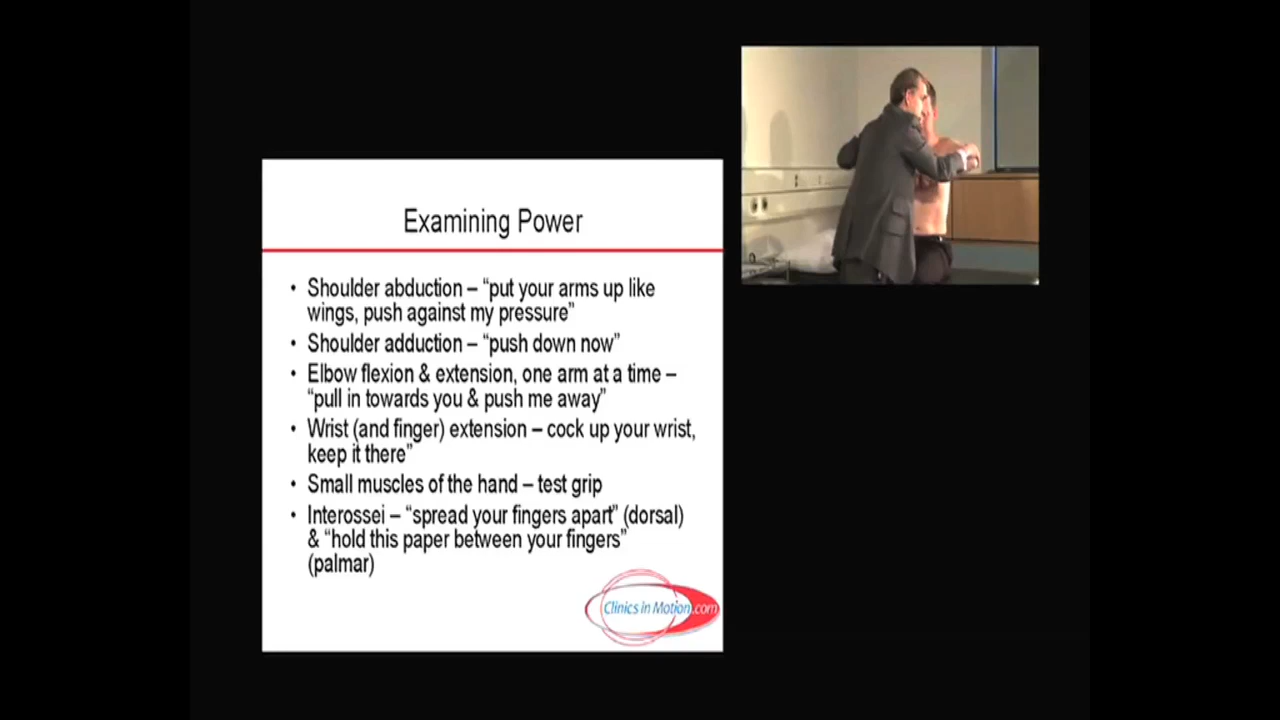 Examining Power
• Shoulder abduction – “put your arms up like
wings, push against my pressure”
• Shoulder adduction – “push down now”
• Elbow flexion & extension, one arm at a time –
“pull in towards you & push me away”
• Wrist (and finger) extension – cock up your wrist,
keep it there”
• Small muscles of the hand – test grip
• Interossei – “spread your fingers apart” (dorsal)
& “hold this paper between your fingers”
(palmar)
Clinics in Motion.com